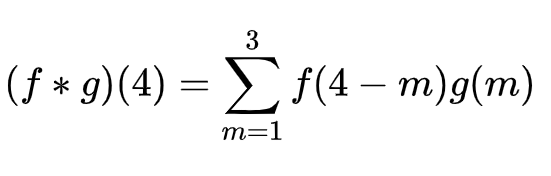 (f ∗ g)(4) = ∑_{m=1}^{3} f(4 − m)g(m)